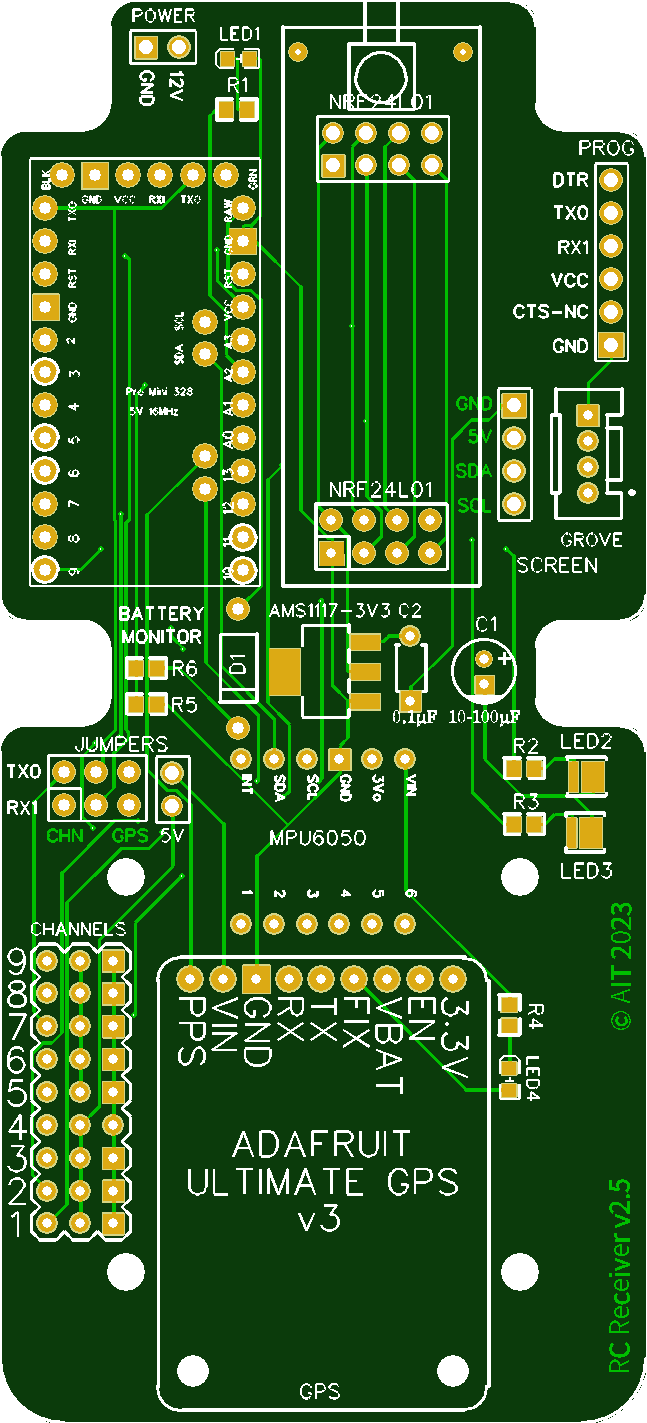 POWER
GND
12V
LED1
R1
NRF24L01
PROG
DTR
TX0
RX1
VCC
CTS-NC
GND
BLK
GND
VCC
RXI
TXO
GRN
TXO
RXI
RST
GND
2
3
4
5
6
7
8
9
RAW
GND
RST
VCC
A3
A2
A1
A0
13
12
11
10
SCL
SDA
Pro Mini 328
5V 16MHz
GND
5V
SDA
SCL
NRF24L01
GROVE
SCREEN
BATTERY
MONITOR
AMS1117-3V3
C2
C1
+
D1
R6
R5
0.1µF
10-100µF
JUMPERS
TX0
RX1
CHN
GPS
5V
INT
SDA
SCL
GND
3Vo
VIN
MPU6050
R2
LED2
R3
LED3
1
2
3
4
5
6
CHANNELS
9
8
7
6
5
4
3
2
1
PPS
VIN
GND
RX
TX
FIX
VBAT
EN
3.3V
R4
LED4
ADAFRUIT
ULTIMATE GPS
v3
GPS
© AIT 2023
RC Receiver v2.5